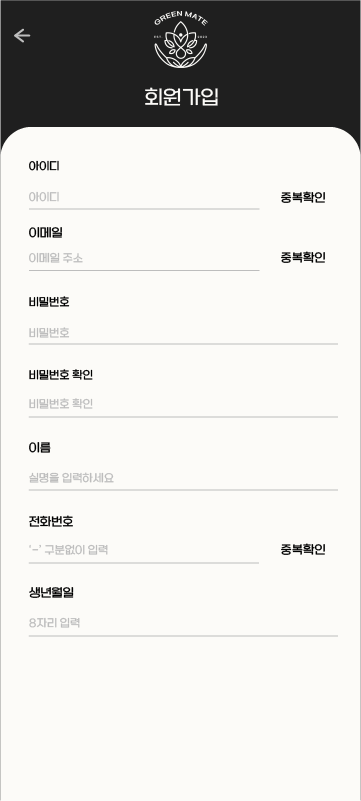 GREEN MATE
회원가입
아이디
아이디 중복확인
이메일
이메일 주소 중복확인
비밀번호
비밀번호
비밀번호 확인
비밀번호 확인
이름
실명을 입력하세요
전화번호
'-' 구분없이 입력 중복확인
생년월일
8자리 입력